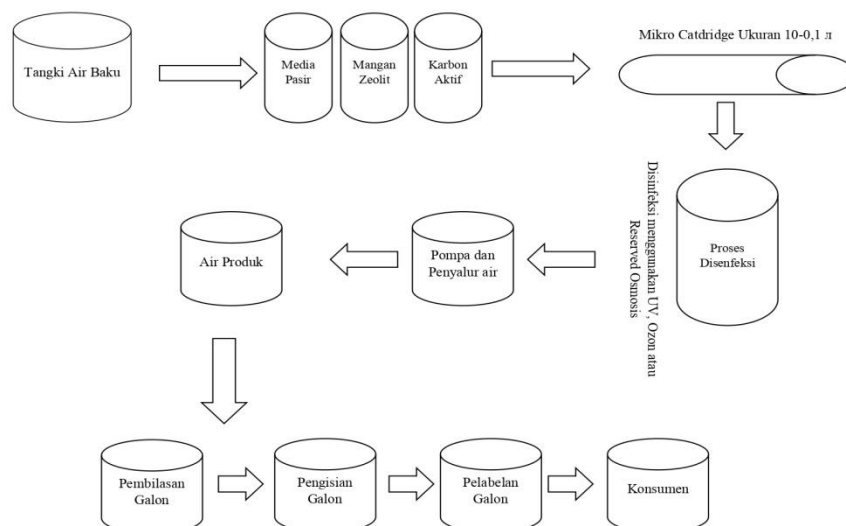 Mikro Catdridge Ukuran 10-0,1 л
Tangki Air Baku
Media
Pasir
Mangan
Zeolit
Karbon
Aktif
Disinfeksi menggunakan UV, Ozon atau
Reserved Osmosis
Proses
Disenfeksi
Pompa dan
Penyalur air
Air Produk
Pembilasan
Galon
Pengisian
Galon
Pelabelan
Galon
Konsumen